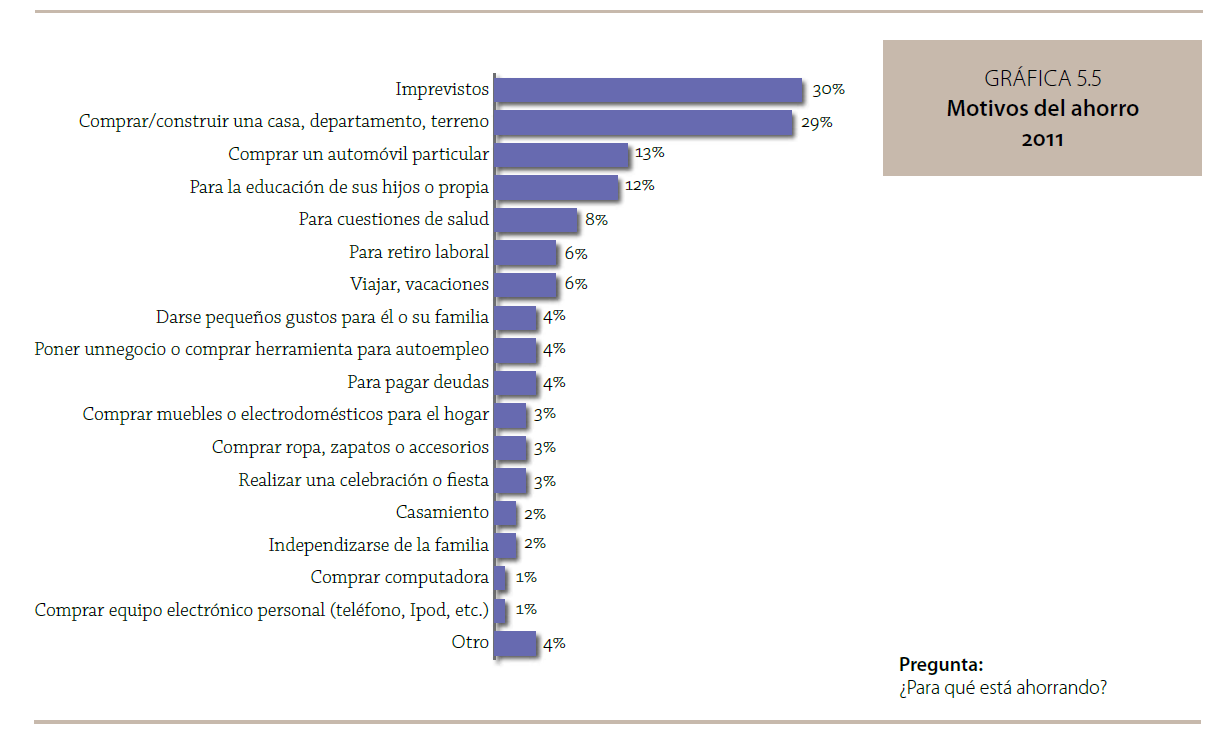 GRÁFICA 5.5
Motivos del ahorro
2011
Imprevistos 30%
Comprar/construir una casa, departamento, terreno 29%
Comprar un automóvil particular 13%
Para la educación de sus hijos o propia 12%
Para cuestiones de salud 8%
Para retiro laboral 6%
Viajar, vacaciones 6%
Darse pequeños gustos para él o su familia 4%
Poner unnegocio o comprar herramienta para autoempleo 4%
Para pagar deudas 4%
Comprar muebles o electrodomésticos para el hogar 3%
Comprar ropa, zapatos o accesorios 3%
Realizar una celebración o fiesta 3%
Casamiento 2%
Independizarse de la familia 2%
Comprar computadora 1%
Comprar equipo electrónico personal (teléfono, Ipod, etc.) 1%
Otro 4%
Pregunta:
¿Para qué está ahorrando?